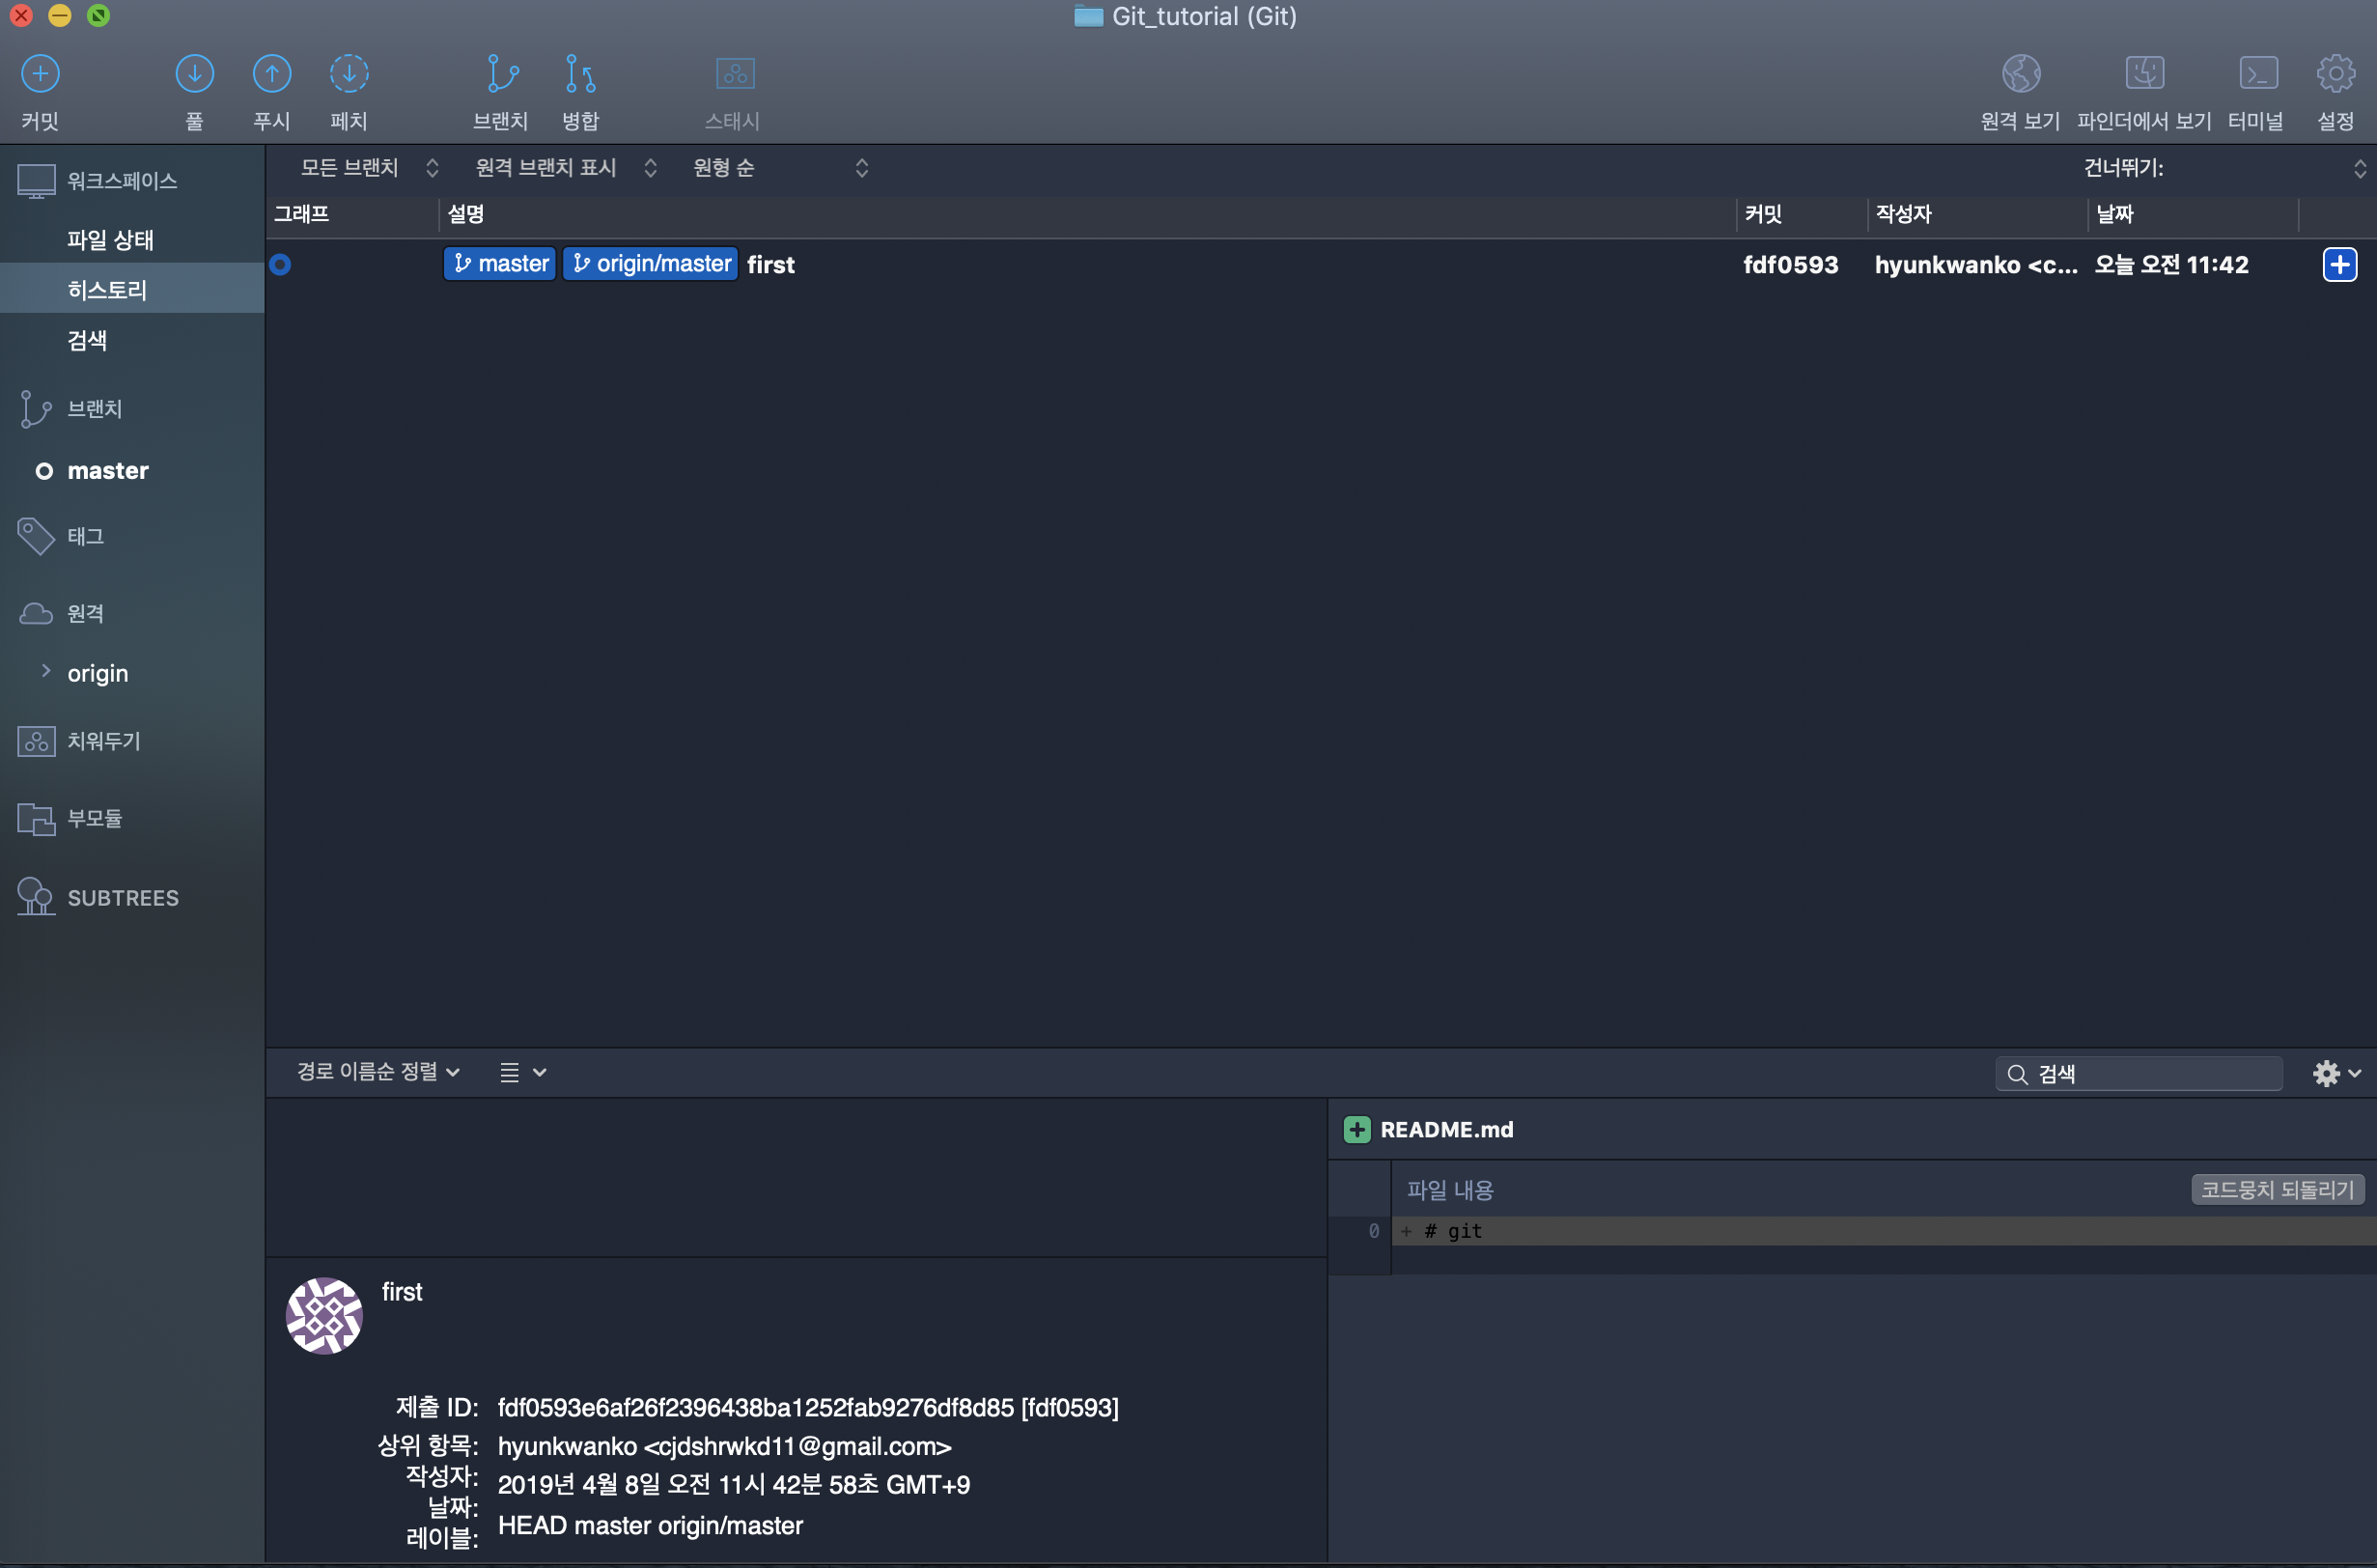 Git_tutorial (Git)
커밋 풀 푸시 페치 브랜치 병합 스태시 원격 보기 파인더에서 보기 터미널 설정
워크스페이스
파일 상태
히스토리
검색
브랜치
master
태그
원격
origin
치워두기
부모듈
SUBTREES
모든 브랜치 원격 브랜치 표시 원형 순 건너뛰기:
그래프 설명 커밋 작성자 날짜
master origin/master first fdf0593 hyunkwanko <c... 오늘 오전 11:42
경로 이름순 정렬 검색
README.md
파일 내용 코드뭉치 되돌리기
0 + # git
first
제출 ID: fdf0593e6af26f2396438ba1252fab9276df8d85 [fdf0593]
상위 항목: hyunkwanko <cjdshrwkd11@gmail.com>
작성자: 2019년 4월 8일 오전 11시 42분 58초 GMT+9
날짜:
레이블: HEAD master origin/master